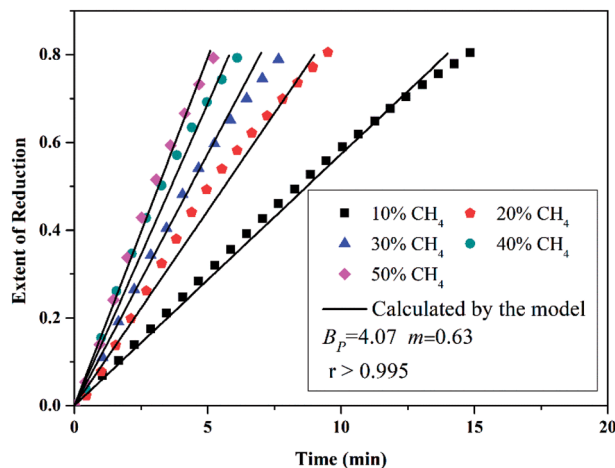 0.8
0.6
0.4
0.2
0.0
Extent of Reduction
10% CH₄ 20% CH₄
30% CH₄ 40% CH₄
50% CH₄
Calculated by the model
B_P=4.07 m=0.63
r > 0.995
0 5 10 15 20
Time (min)